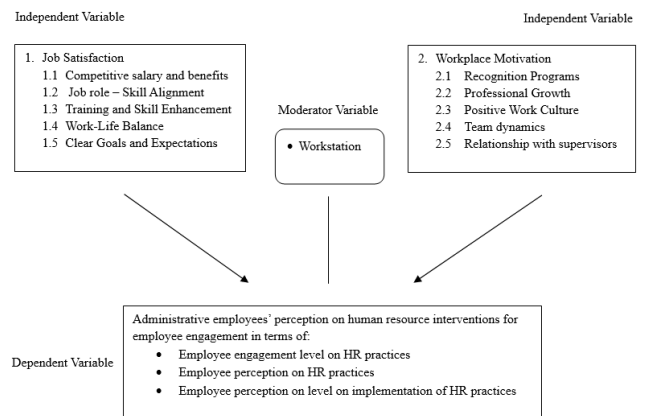 Independent Variable
1. Job Satisfaction
1.1 Competitive salary and benefits
1.2 Job role – Skill Alignment
1.3 Training and Skill Enhancement
1.4 Work-Life Balance
1.5 Clear Goals and Expectations
Moderator Variable
• Workstation
Independent Variable
2. Workplace Motivation
2.1 Recognition Programs
2.2 Professional Growth
2.3 Positive Work Culture
2.4 Team dynamics
2.5 Relationship with supervisors
Dependent Variable
Administrative employees' perception on human resource interventions for
employee engagement in terms of:
• Employee engagement level on HR practices
• Employee perception on HR practices
• Employee perception on level on implementation of HR practices